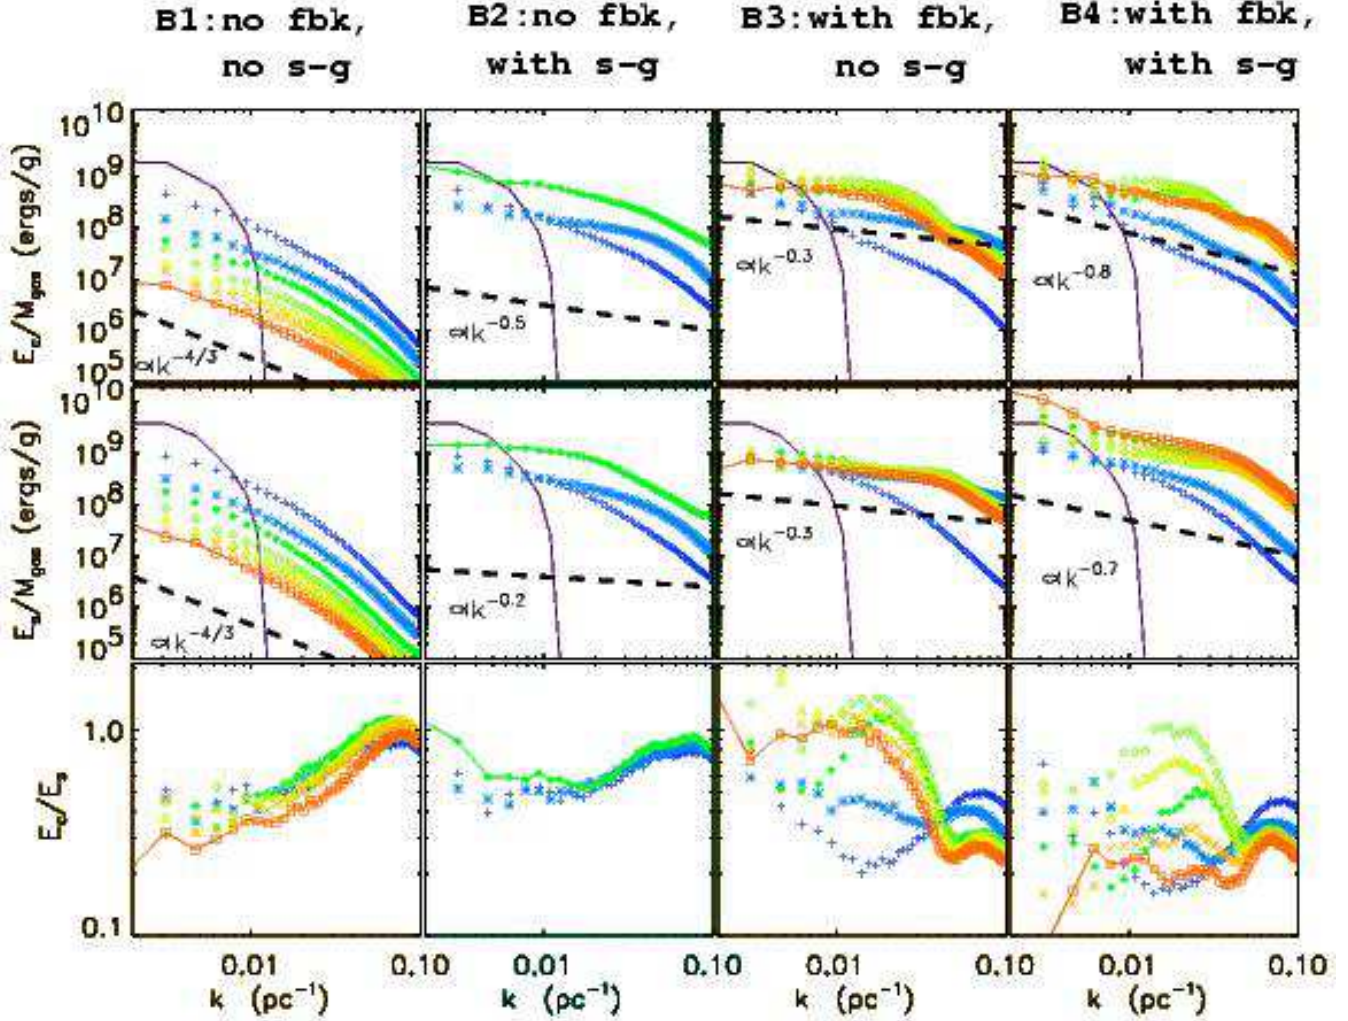 B1:no fbk, B2:no fbk, B3:with fbk, B4:with fbk,
no s-g with s-g no s-g with s-g
10^10
10^9
10^8
10^7
10^6
10^5
E_c/M_gas (ergs/g)
∝k^-4/3 ∝k^-0.5 ∝k^-0.3 ∝k^-0.8
10^10
10^9
10^8
10^7
10^6
10^5
E_s/M_gas (ergs/g)
∝k^-4/3 ∝k^-0.2 ∝k^-0.3 ∝k^-0.7
1.0
0.1
E_c/E_s
0.01 0.10 0.01 0.10 0.01 0.10 0.01 0.10
k (pc^-1) k (pc^-1) k (pc^-1) k (pc^-1)